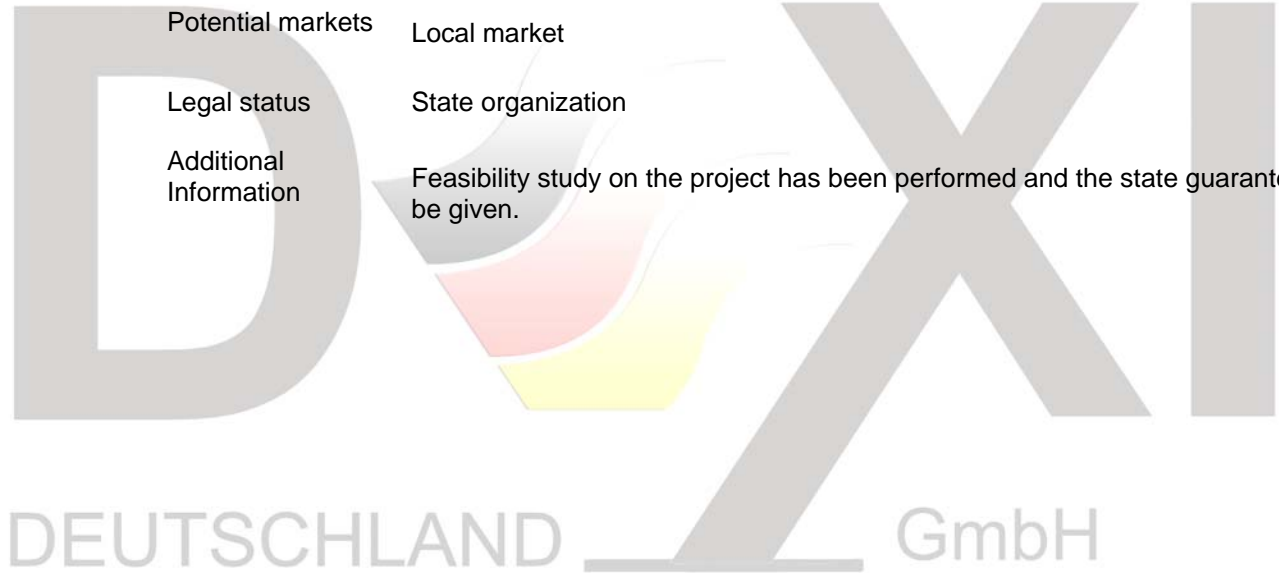 Potential markets
Local market
Legal status
State organization
Additional
Information
Feasibility study on the project has been performed and the state
be given.
DEUTSCHLAND
GmbH